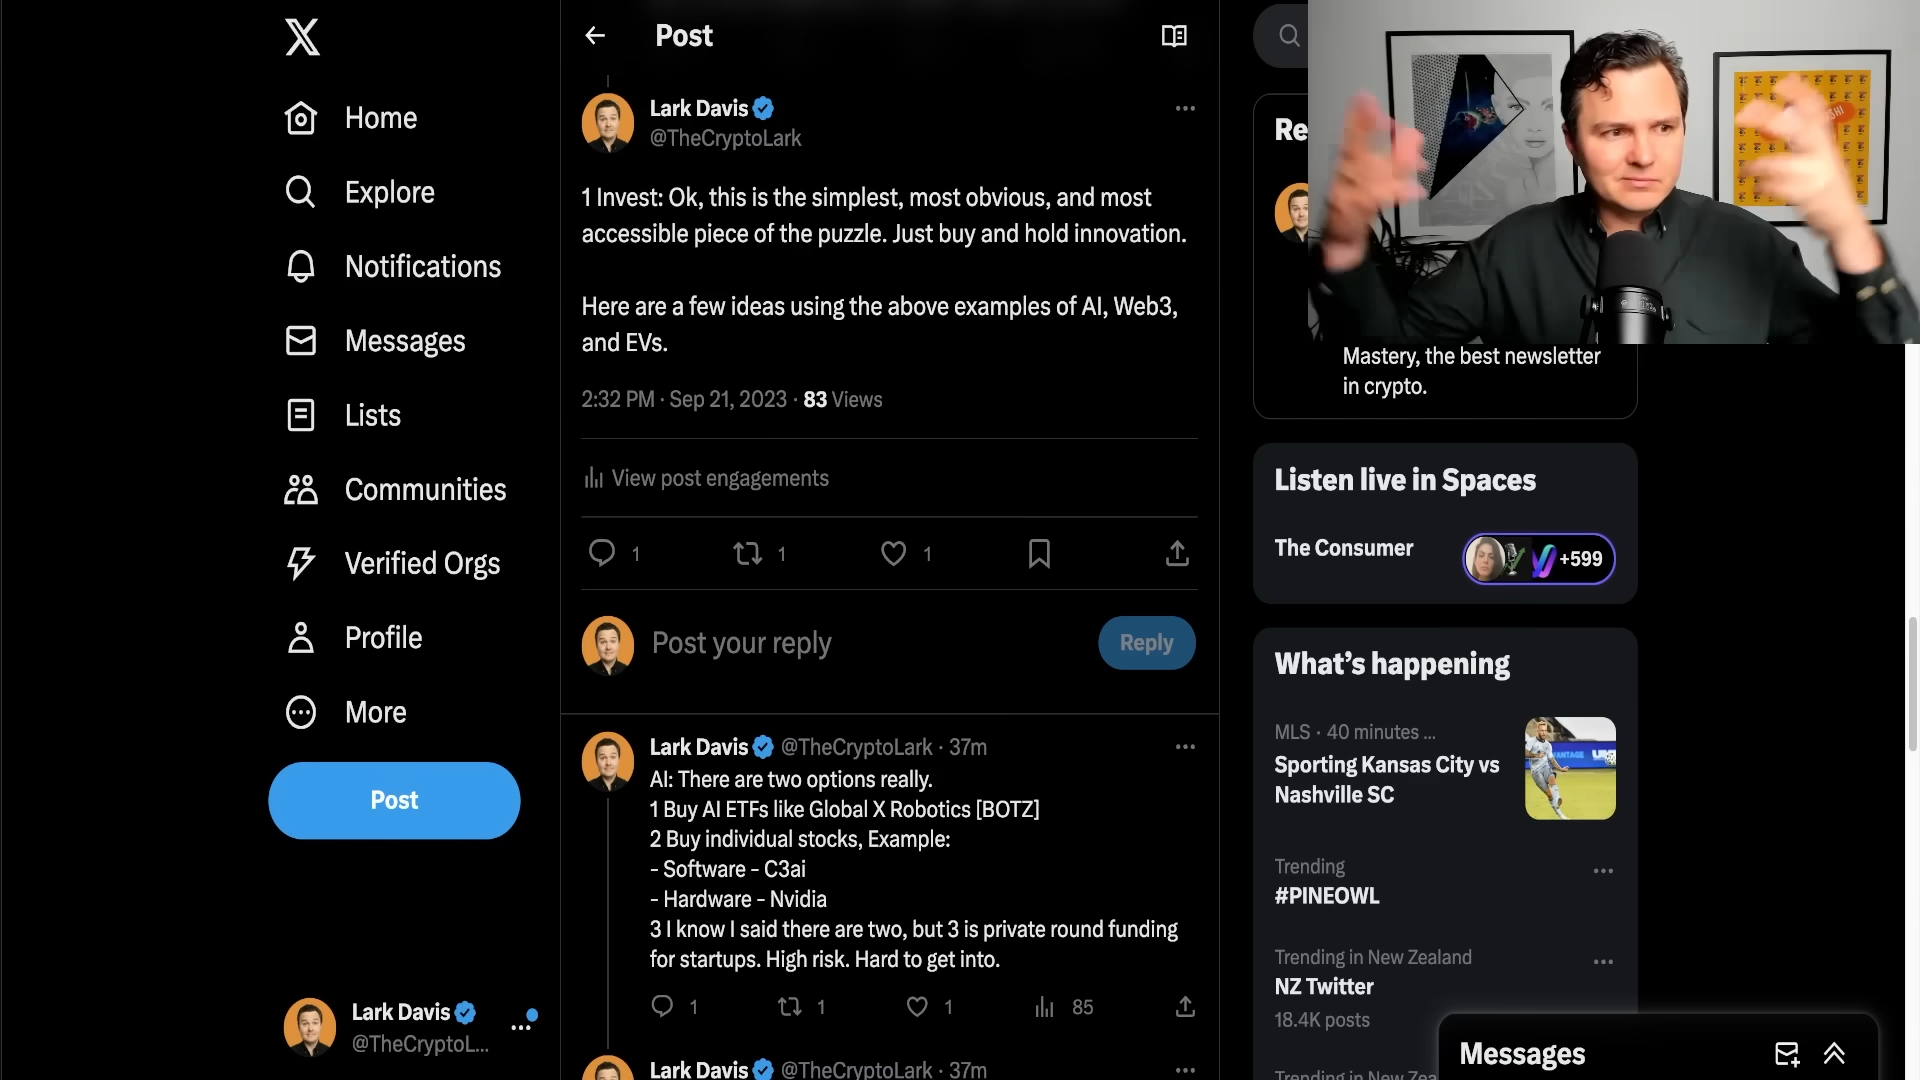 Home
Explore
Notifications
Messages
Lists
Communities
Verified Orgs
Profile
More
Post
Lark Davis
@TheCryptoL...
Post
Lark Davis
@TheCryptoLark
1 Invest: Ok, this is the simplest, most obvious, and most
accessible piece of the puzzle. Just buy and hold innovation.
Here are a few ideas using the above examples of AI, Web3,
and EVs.
2:32 PM · Sep 21, 2023 · 83 Views
View post engagements
1 1 1
Post your reply
Reply
Lark Davis @TheCryptoLark · 37m
AI: There are two options really.
1 Buy AI ETFs like Global X Robotics [BOTZ]
2 Buy individual stocks, Example:
- Software - C3ai
- Hardware - Nvidia
3 I know I said there are two, but 3 is private round funding
for startups. High risk. Hard to get into.
1 1 1 85
Lark Davis @TheCryptoLark · 37m
Re
Mastery, the best newsletter
in crypto.
Listen live in Spaces
The Consumer
+599
What's happening
MLS · 40 minutes ...
Sporting Kansas City vs
Nashville SC
Trending
#PINEOWL
Trending in New Zealand
NZ Twitter
18.4K posts
Trending in New Zea
Messages